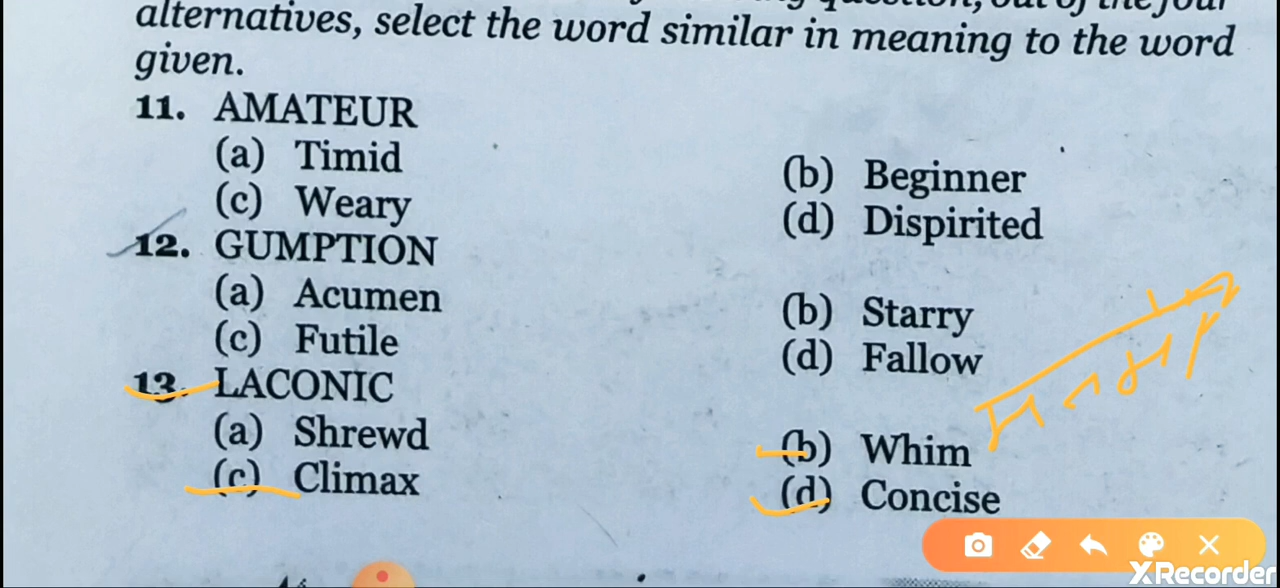 alternatives, select the word similar in meaning to the word
given.
11. AMATEUR
(a) Timid (b) Beginner
(c) Weary (d) Dispirited
12. GUMPTION
(a) Acumen (b) Starry
(c) Futile (d) Fallow
13. LACONIC
(a) Shrewd (b) Whim
(c) Climax (d) Concise
XRecorder